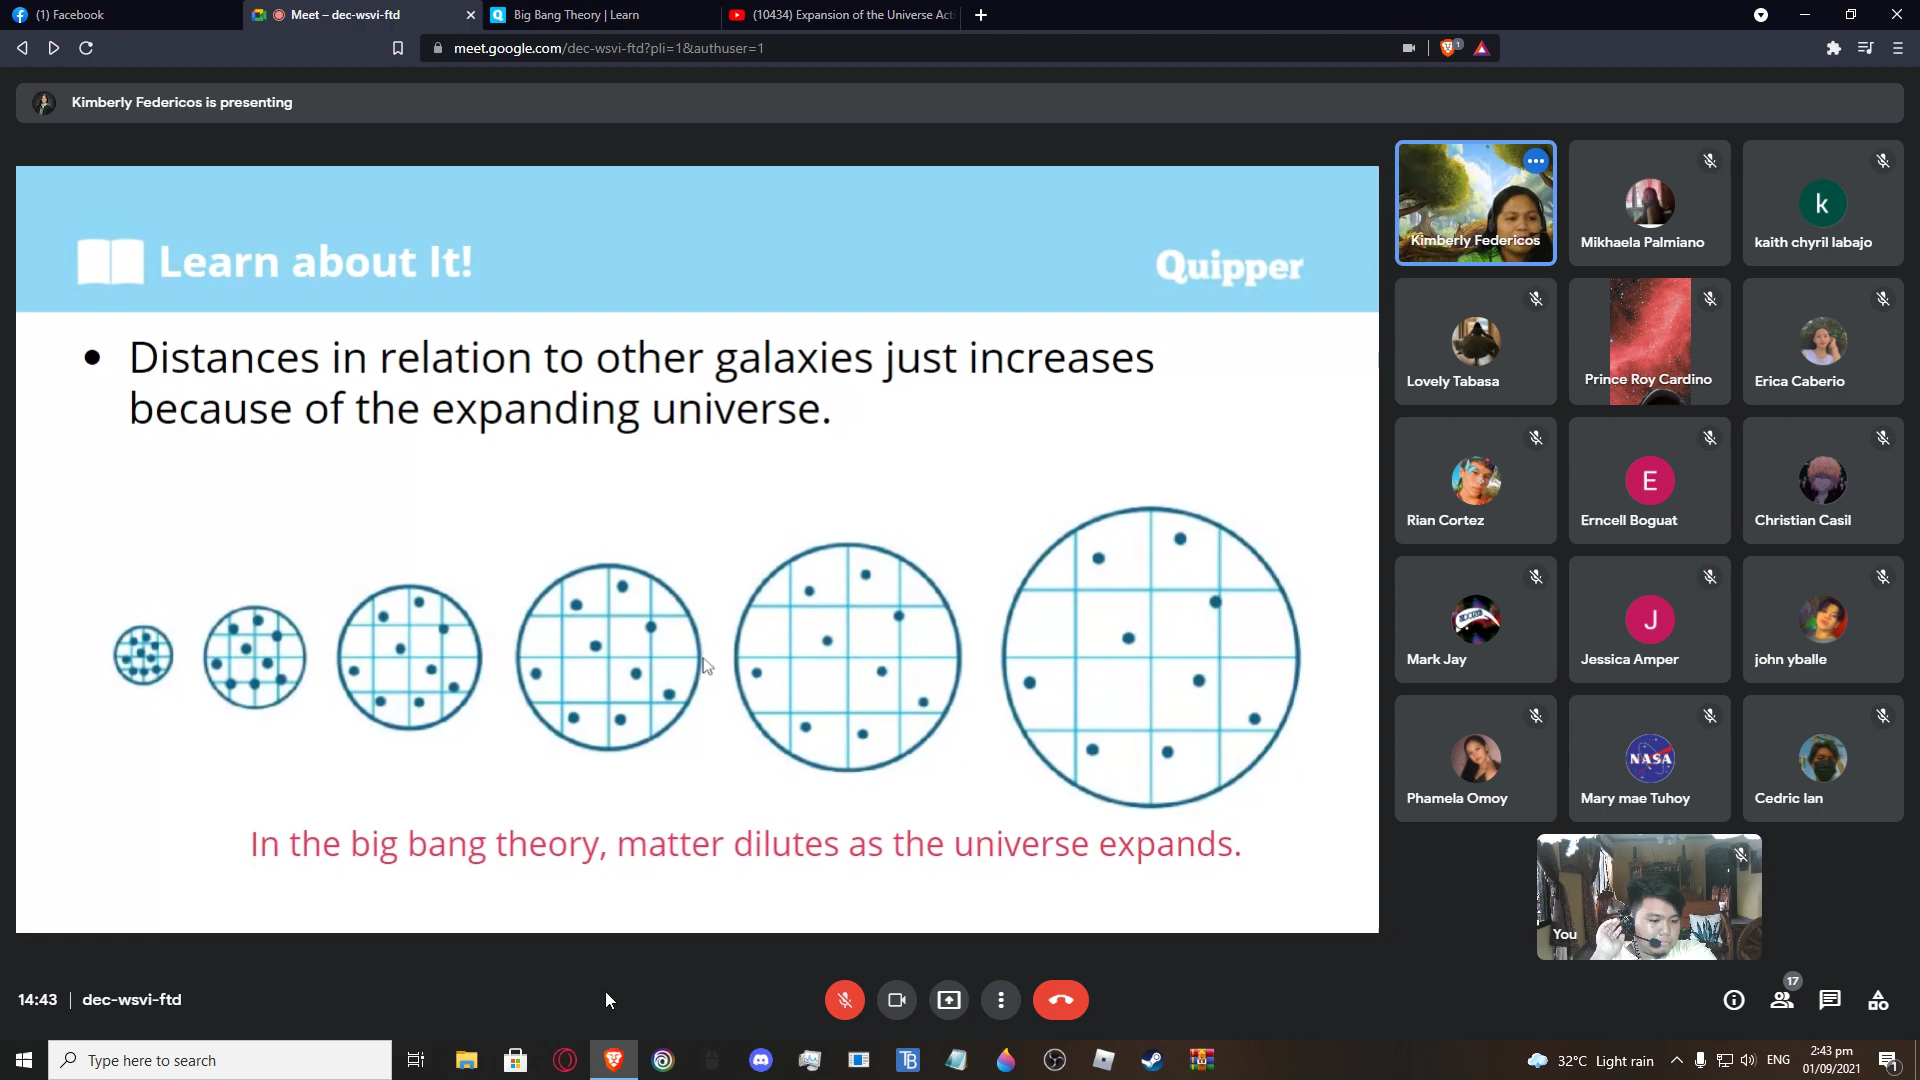 (1) Facebook
Meet – dec-wsvi-ftd
Big Bang Theory | Learn
(10434) Expansion of the Universe Act
meet.google.com/dec-wsvi-ftd?pli=1&authuser=1
1
Kimberly Federicos is presenting
Learn about It!
Quipper
• Distances in relation to other galaxies just increases
because of the expanding universe.
In the big bang theory, matter dilutes as the universe expands.
Kimberly Federicos
Mikhaela Palmiano
k
kaith chyril labajo
Lovely Tabasa
Prince Roy Cardino
Erica Caberio
Rian Cortez
E
Erncell Boguat
Christian Casil
Mark Jay
J
Jessica Amper
john yballe
Phamela Omoy
NASA
Mary mae Tuhoy
Cedric Ian
You
14:43 | dec-wsvi-ftd
17
Type here to search
TB
32°C Light rain
ENG
2:43 pm
01/09/2021
1